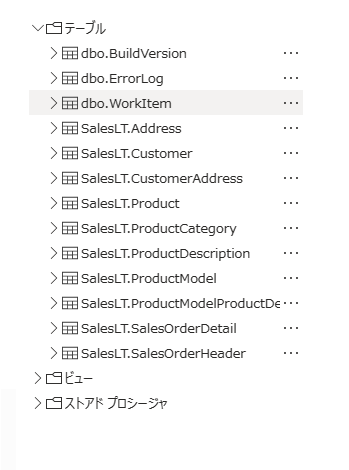 テーブル
dbo.BuildVersion
dbo.ErrorLog
dbo.WorkItem
SalesLT.Address
SalesLT.Customer
SalesLT.CustomerAddress
SalesLT.Product
SalesLT.ProductCategory
SalesLT.ProductDescription
SalesLT.ProductModel
SalesLT.ProductModelProductDe
SalesLT.SalesOrderDetail
SalesLT.SalesOrderHeader
ビュー
ストアド プロシージャ